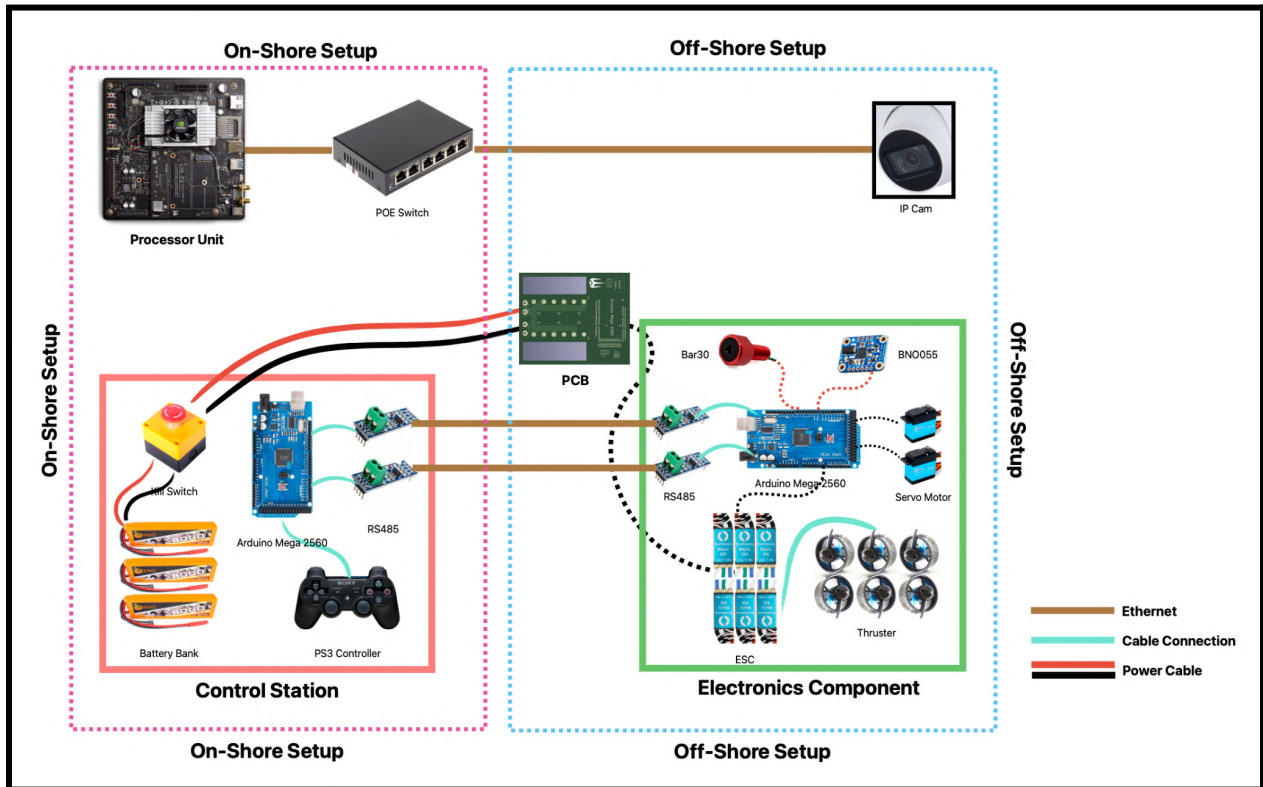 On-Shore Setup
Off-Shore Setup
POE Switch
IP Cam
Processor Unit
On-Shore Setup
Off-Shore Setup
PCB
Bar30
BNO055
Kill Switch
Arduino Mega 2560
RS485
RS485
Arduino Mega 2560
Servo Motor
SONY
Battery Bank
PS3 Controller
ESC
Thruster
Control Station
Electronics Component
Ethernet
Cable Connection
Power Cable
On-Shore Setup
Off-Shore Setup